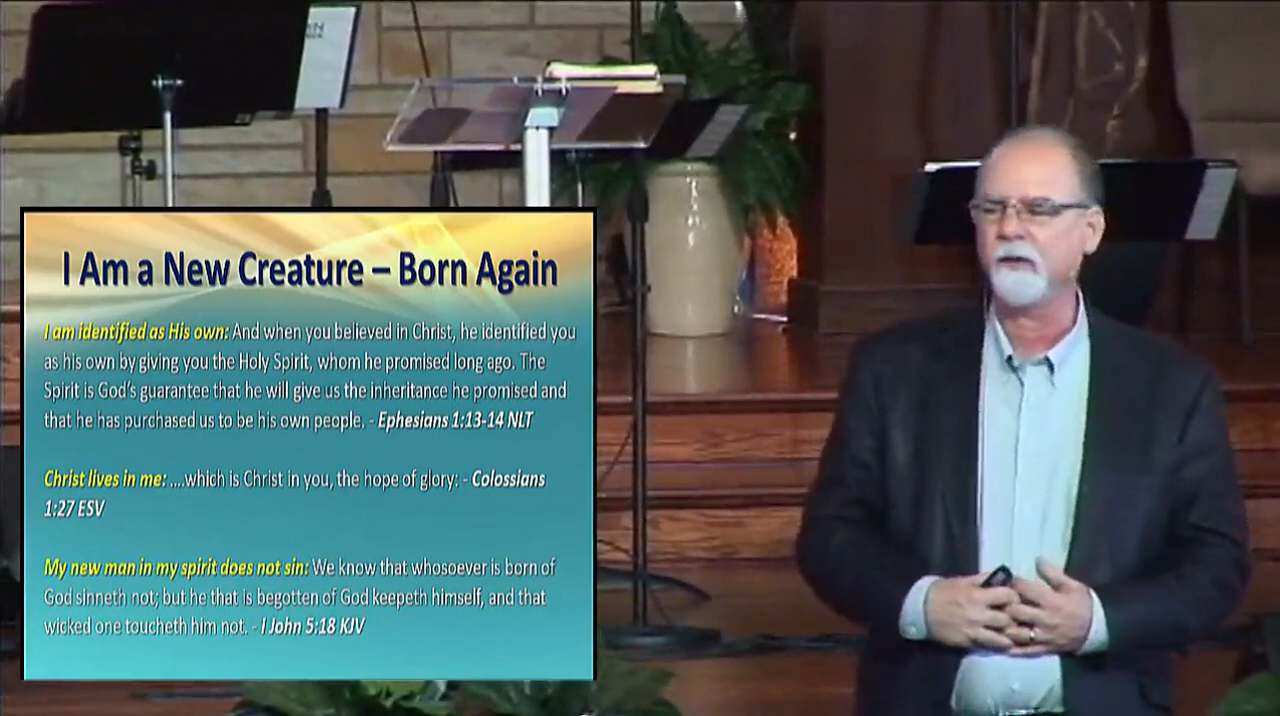 I Am a New Creature – Born Again
I am identified as His own: And when you believed in Christ, he identified you
as his own by giving you the Holy Spirit, whom he promised long ago. The
Spirit is God's guarantee that he will give us the inheritance he promised and
that he has purchased us to be his own people. - Ephesians 1:13-14 NLT
Christ lives in me: ....which is Christ in you, the hope of glory: - Colossians
1:27 ESV
My new man in my spirit does not sin: We know that whosoever is born of
God sinneth not; but he that is begotten of God keepeth himself, and that
wicked one toucheth him not. - I John 5:18 KJV